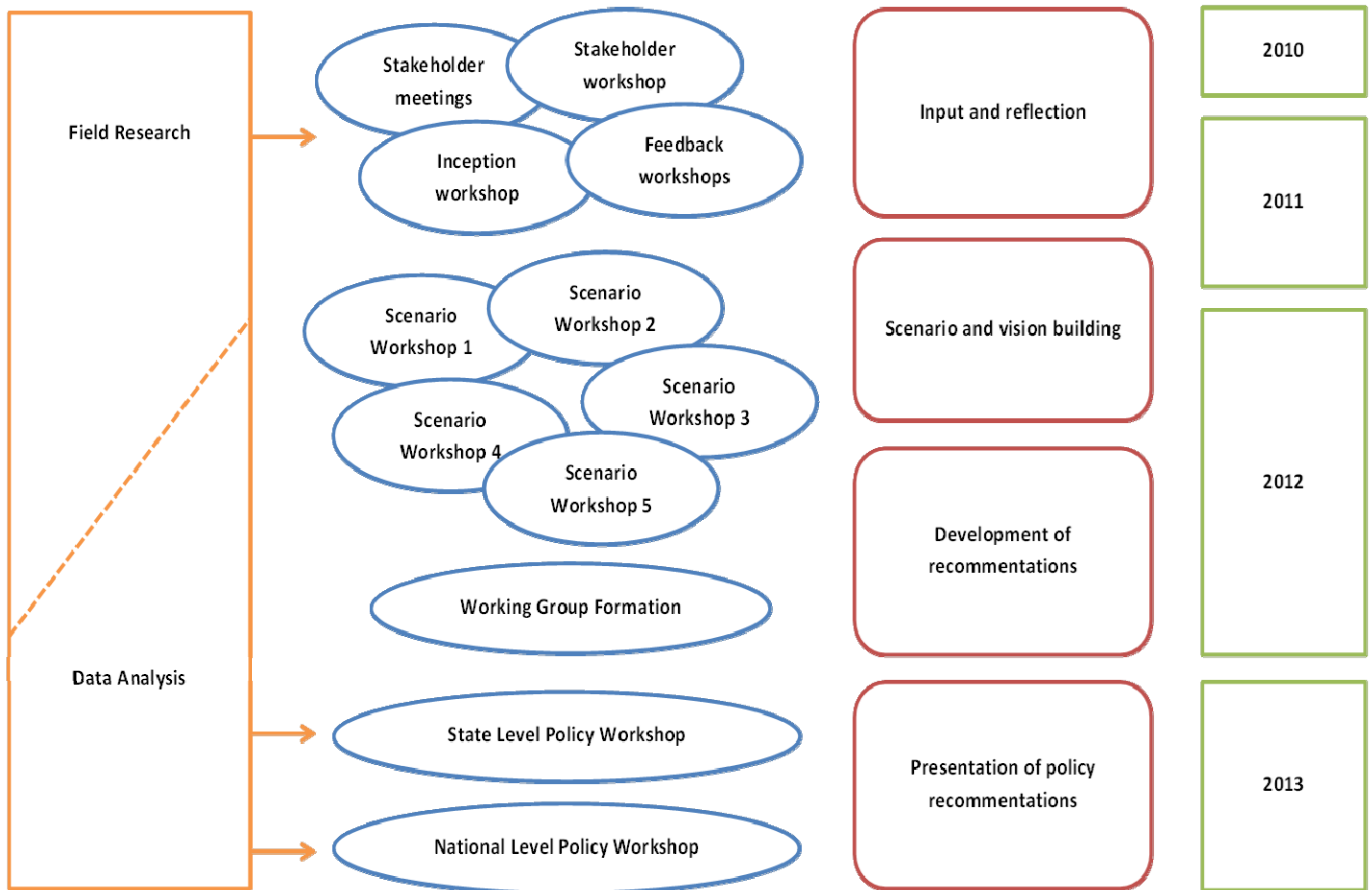 Field Research
Data Analysis
Stakeholder
meetings
Stakeholder
workshop
Inception
workshop
Feedback
workshops
Scenario
Workshop 1
Scenario
Workshop 2
Scenario
Workshop 3
Scenario
Workshop 4
Scenario
Workshop 5
Working Group Formation
State Level Policy Workshop
National Level Policy Workshop
Input and reflection
Scenario and vision building
Development of
recommentations
Presentation of policy
recommentations
2010
2011
2012
2013